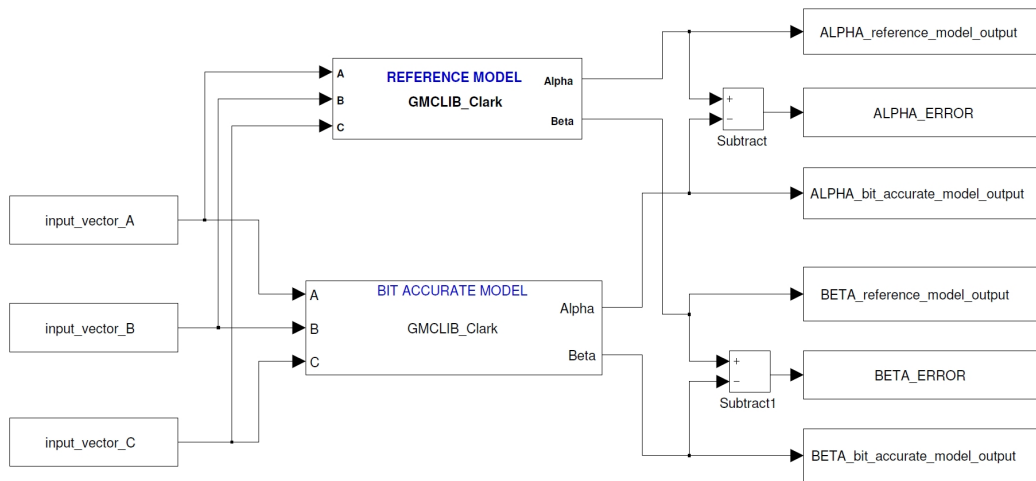 ALPHA_reference_model_output
A
REFERENCE MODEL
Alpha
B
GMCLIB_Clark
C
Beta
+
−
Subtract
ALPHA_ERROR
input_vector_A
ALPHA_bit_accurate_model_output
A
BIT ACCURATE MODEL
Alpha
input_vector_B
B
GMCLIB_Clark
C
Beta
BETA_reference_model_output
+
−
Subtract1
BETA_ERROR
input_vector_C
BETA_bit_accurate_model_output